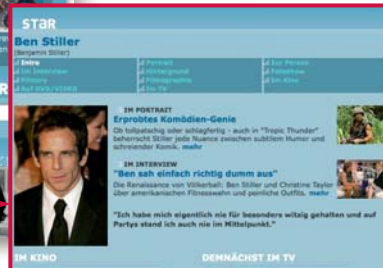 STAR
Ben Stiller
(Benjamin Stiller)
Intro
Portrait
Zur Person
Im Interview
Hintergrund
Fotoshow
Filmography
Im Kino
Auf DVD/VIDEO
Im TV
IM PORTRAIT
Erprobtes Komödien-Genie
Ob tollpatschig oder schlagfertig - auch in "Tropic Thunder"
beherrscht Stiller jede Nuance zwischen subtilem Humor und
schreiender Komik. mehr
IM INTERVIEW
"Ben sah einfach richtig dumm aus"
Die Renaissance von Völkerball: Ben Stiller und Christine Taylor
über amerikanischen Fitnesswahn und peinliche Outfits. mehr
"Ich habe mich eigentlich nie für besonders witzig gehalten und auf
Partys stand ich auch nie im Mittelpunkt."
IM KINO
DEMNÄCHST IM TV